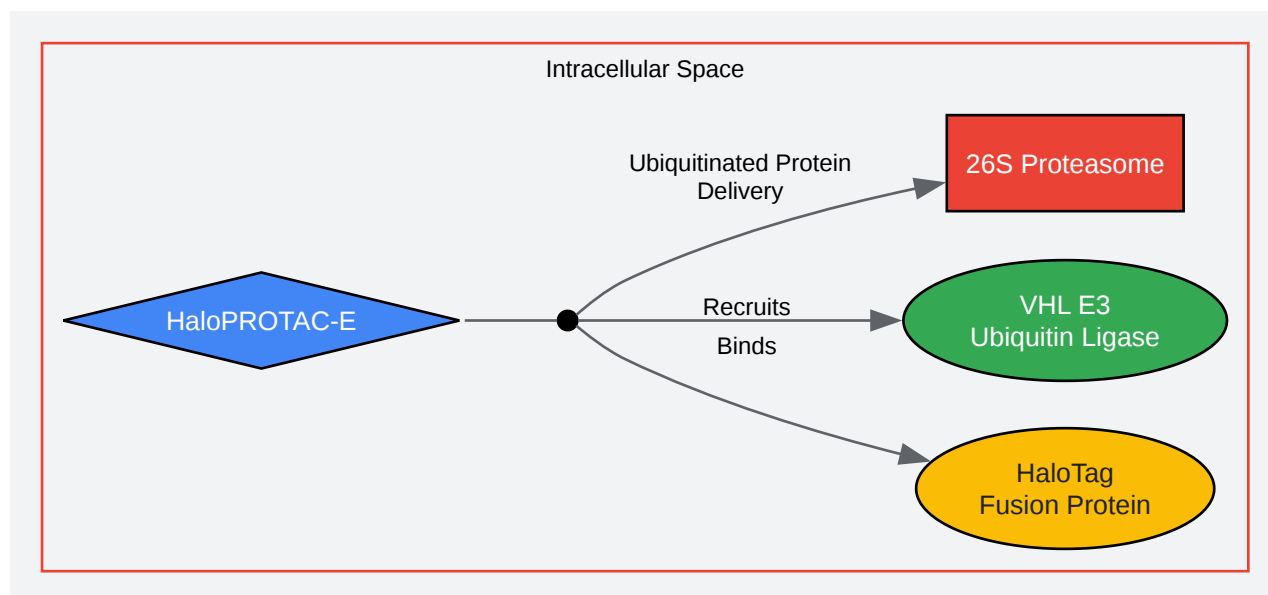 Intracellular Space
Ubiquitinated Protein
Delivery
26S Proteasome
HaloPROTAC-E
Recruits
Binds
VHL E3
Ubiquitin Ligase
HaloTag
Fusion Protein